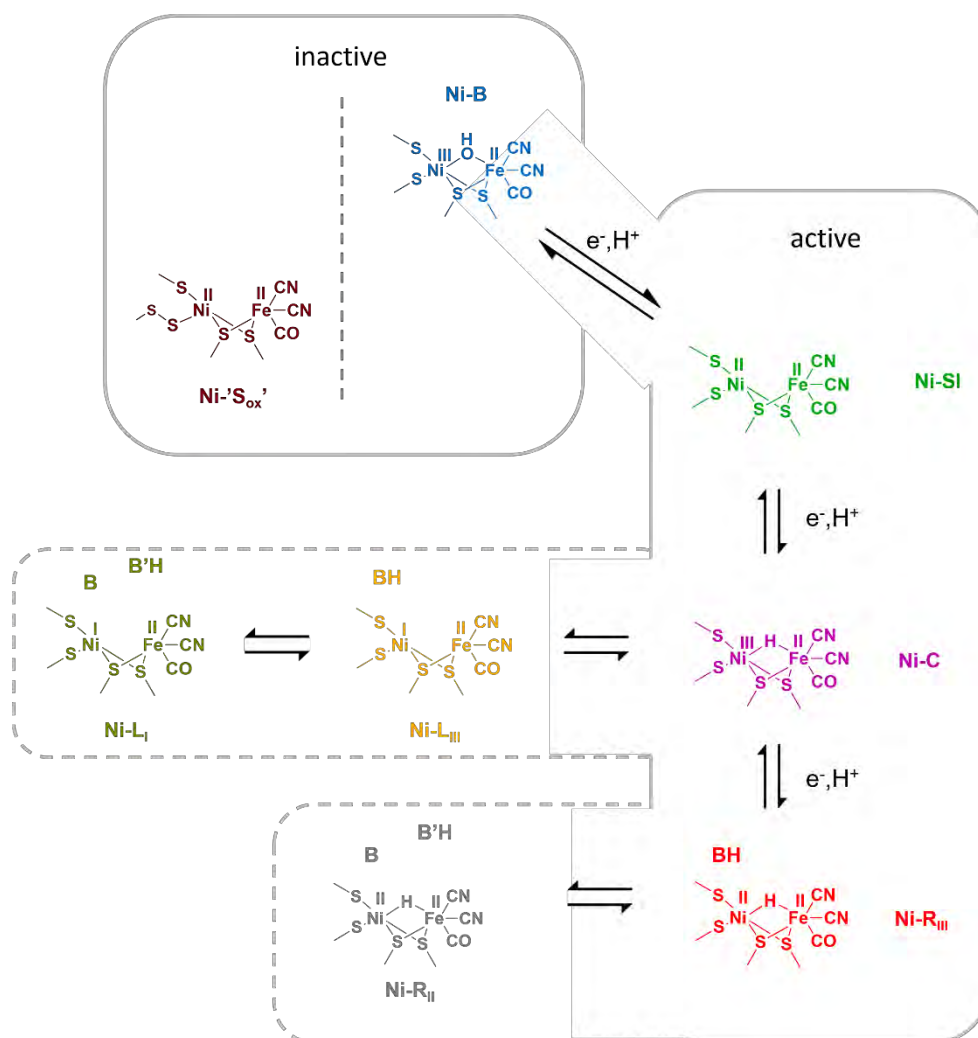 inactive
Ni-B
H
S III O II CN
Ni Fe CN
S CO
S S
e⁻,H⁺
active
S II II CN
S Ni Fe CN
S CO
S S
Ni-'Sox'
S II II CN
Ni Fe CN Ni-SI
S CO
S S
e⁻,H⁺
B B'H
S I II CN
Ni Fe CN
S CO
S S
Ni-LI
BH
S I II CN
Ni Fe CN
S CO
S S
Ni-LIII
S III H II CN
Ni Fe CN Ni-C
S CO
S S
e⁻,H⁺
B B'H
S II H II CN
Ni Fe CN
S CO
S S
Ni-RII
BH
S II H II CN
Ni Fe CN Ni-RIII
S CO
S S